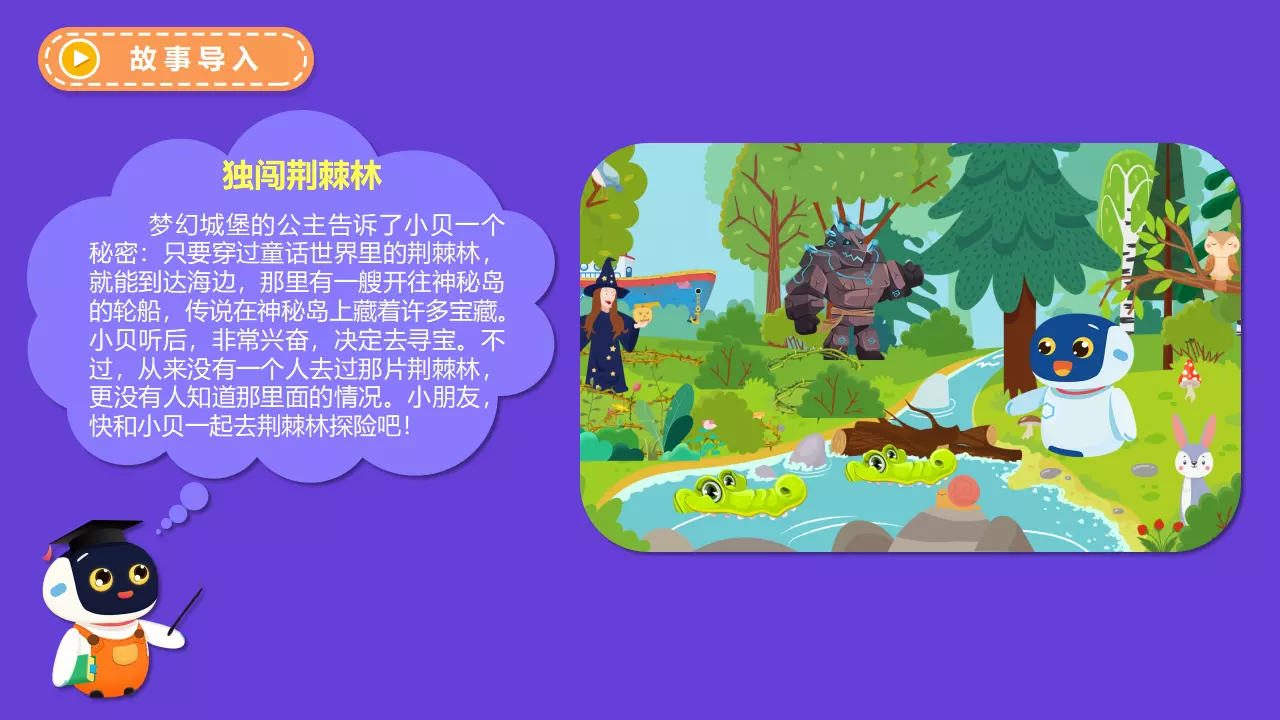 故事导入
独闯荆棘林
梦幻城堡的公主告诉了小贝一个
秘密：只要穿过童话世界里的荆棘林，
就能到达海边，那里有一艘开往神秘岛
的轮船，传说在神秘岛上藏着许多宝藏。
小贝听后，非常兴奋，决定去寻宝。不
过，从来没有一个人去过那片荆棘林，
更没有人知道那里面的情况。小朋友，
快和小贝一起去荆棘林探险吧！